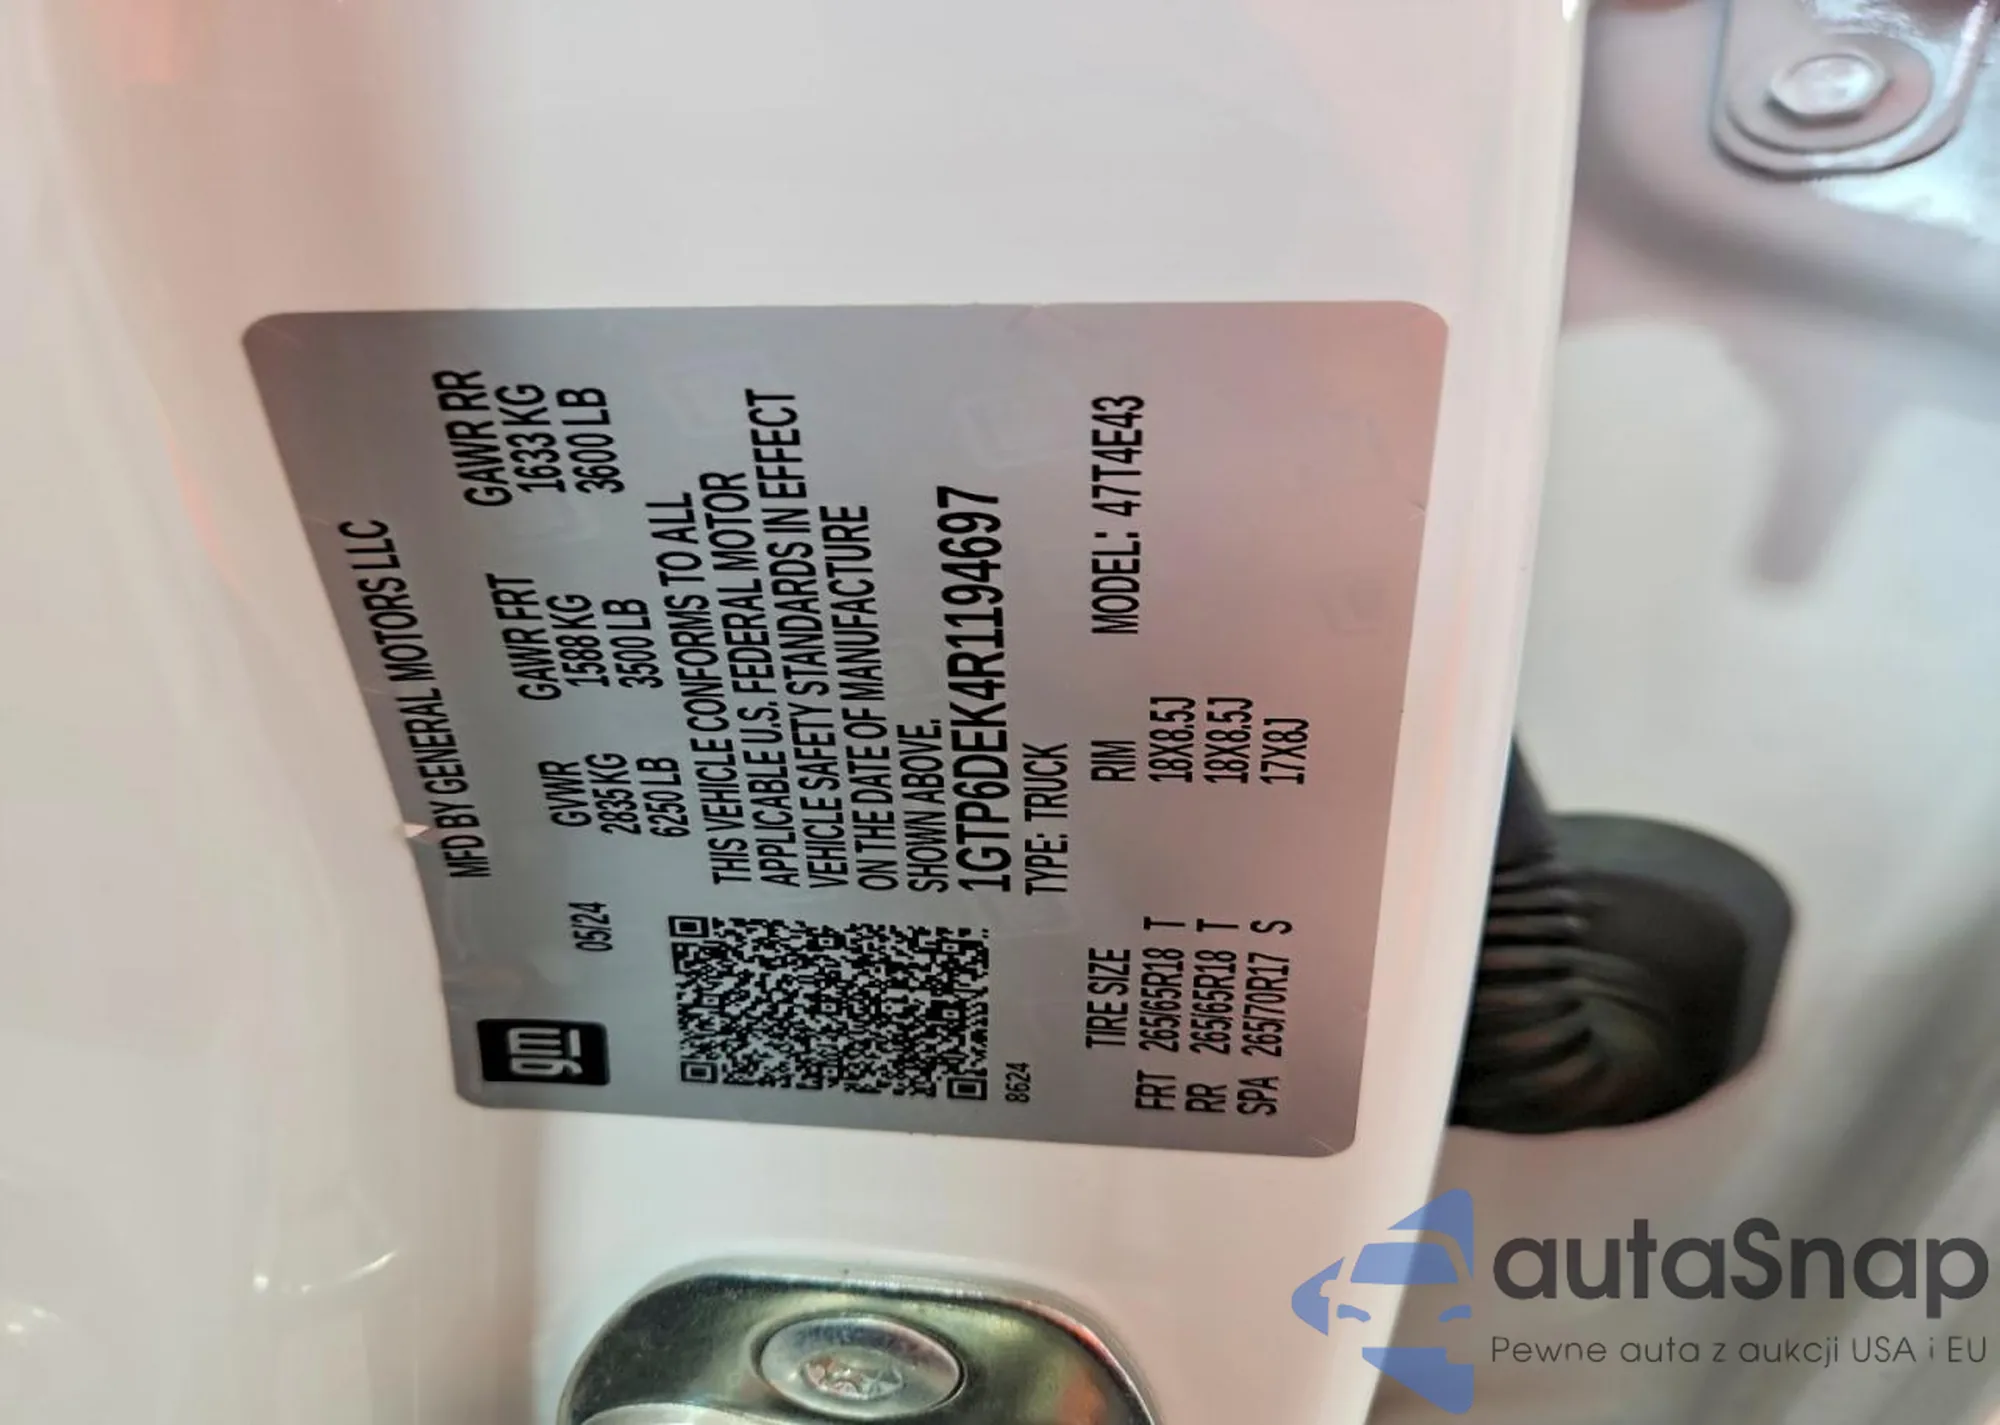 MFD BY GENERAL MOTORS LLC
gm
05/24
GVWR GAWR FRT GAWR RR
2835 KG 1588 KG 1633 KG
6250 LB 3500 LB 3600 LB
THIS VEHICLE CONFORMS TO ALL
APPLICABLE U.S. FEDERAL MOTOR
VEHICLE SAFETY STANDARDS IN EFFECT
ON THE DATE OF MANUFACTURE
SHOWN ABOVE.
1GTP6DEK4R1194697
8624
TYPE: TRUCK
TIRE SIZE RIM MODEL: 47T4E43
FRT 265/65R18 T 18X8.5J
RR 265/65R18 T 18X8.5J
SPA 265/70R17 S 17X8J
autaSnap
Pewne auta z aukcji USA i EU